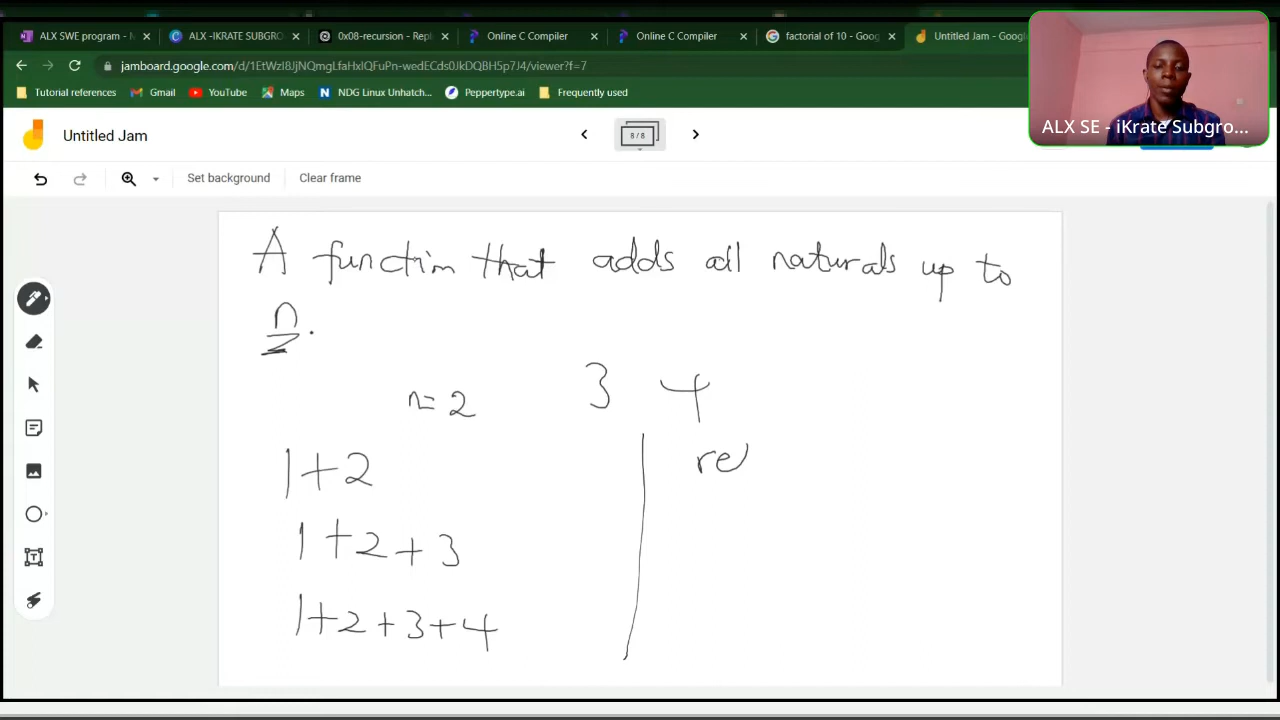 ALX SWE program - N
ALX -IKRATE SUBGRO
0x08-recursion - Repl
Online C Compiler
Online C Compiler
factorial of 10 - Goog
Untitled Jam - Goog
jamboard.google.com/d/1EtWzI8JjNQmgLfaHxlQFuPn-wedECds0JkDQBH5p7J4/viewer?f=7
Tutorial references
Gmail
YouTube
Maps
NDG Linux Unhatch...
Peppertype.ai
Frequently used
ALX SE - iKrate Subgro...
Untitled Jam
8 / 8
Set background
Clear frame
A function that adds all naturals up to
n.
n=2 3 4
1+2
re
1+2+3
1+2+3+4